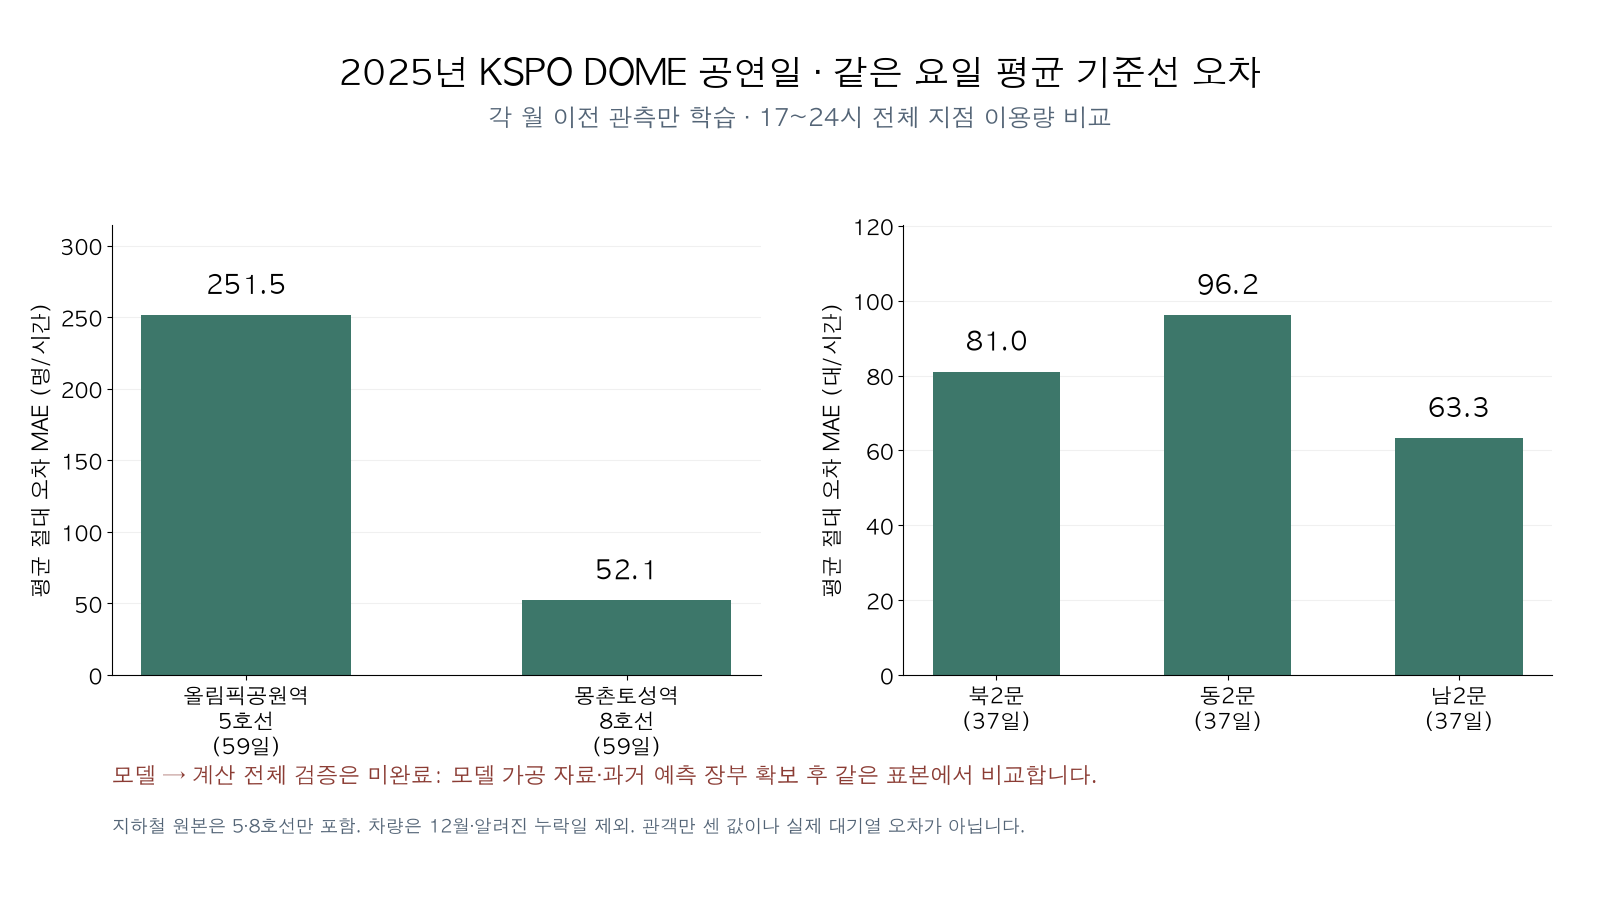 2025년 KSPO DOME 공연일 · 같은 요일 평균 기준선 오차
각 월 이전 관측만 학습 · 17~24시 전체 지점 이용량 비교
평균 절대 오차 MAE (명/시간)
300
250
200
150
100
50
0
251.5
52.1
올림픽공원역
5호선
(59일)
몽촌토성역
8호선
(59일)
평균 절대 오차 MAE (대/시간)
120
100
80
60
40
20
0
81.0
96.2
63.3
북2문
(37일)
동2문
(37일)
남2문
(37일)
모델 → 계산 전체 검증은 미완료: 모델 가공 자료·과거 예측 장부 확보 후 같은 표본에서 비교합니다.
지하철 원본은 5·8호선만 포함. 차량은 12월·알려진 누락일 제외. 관객만 센 값이나 실제 대기열 오차가 아닙니다.